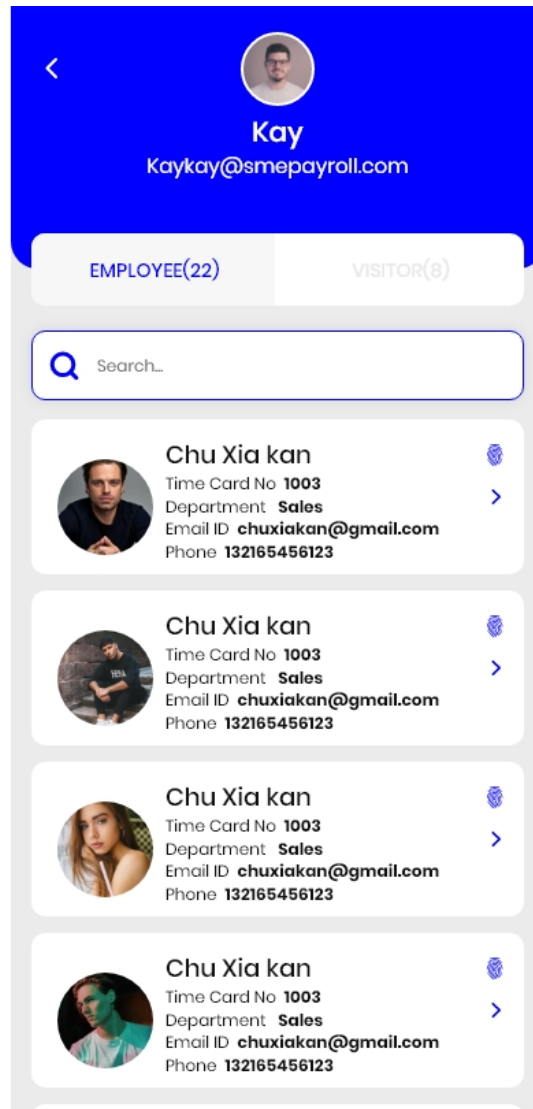 Kay
Kaykay@smepayroll.com
EMPLOYEE(22) VISITOR(8)
Search...
Chu Xia kan
Time Card No 1003
Department Sales
Email ID chuxiakan@gmail.com
Phone 132165456123
Chu Xia kan
Time Card No 1003
Department Sales
Email ID chuxiakan@gmail.com
Phone 132165456123
Chu Xia kan
Time Card No 1003
Department Sales
Email ID chuxiakan@gmail.com
Phone 132165456123
Chu Xia kan
Time Card No 1003
Department Sales
Email ID chuxiakan@gmail.com
Phone 132165456123